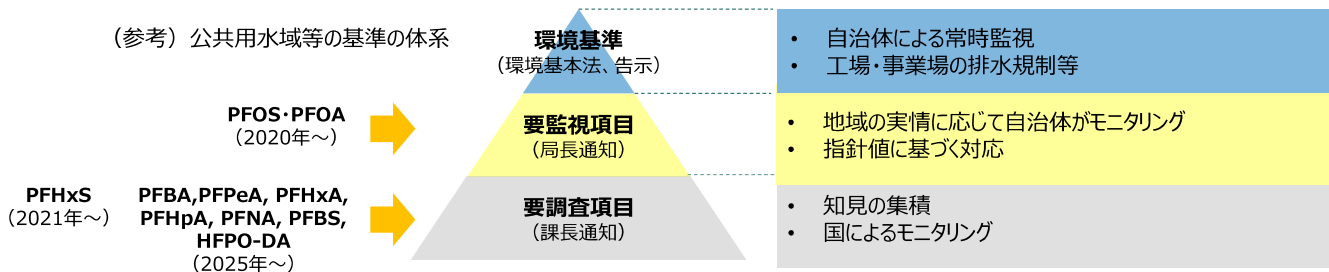 （参考）公共用水域等の基準の体系
環境基準
（環境基本法、告示）
• 自治体による常時監視
• 工場・事業場の排水規制等
PFOS・PFOA
（2020年～）
要監視項目
（局長通知）
• 地域の実情に応じて自治体がモニタリング
• 指針値に基づく対応
PFHxS
（2021年～）
PFBA,PFPeA, PFHxA,
PFHpA, PFNA, PFBS,
HFPO-DA
（2025年～）
要調査項目
（課長通知）
• 知見の集積
• 国によるモニタリング